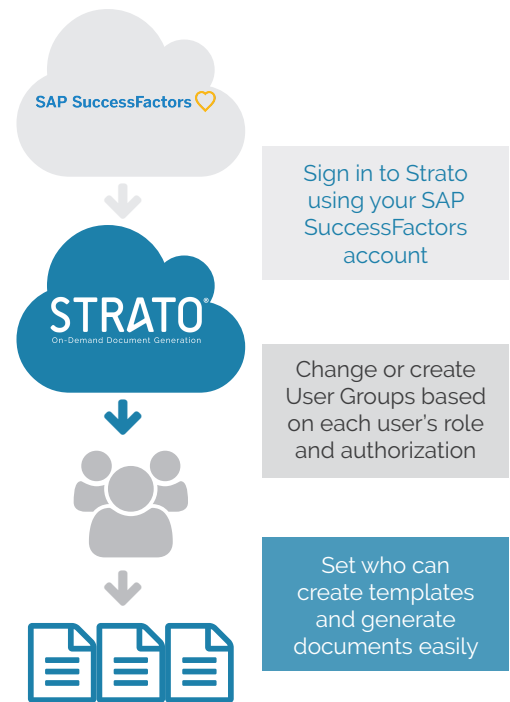 SAP SuccessFactors
Sign in to Strato
using your SAP
SuccessFactors
account
STRATO®
On-Demand Document Generation
Change or create
User Groups based
on each user's role
and authorization
Set who can
create templates
and generate
documents easily